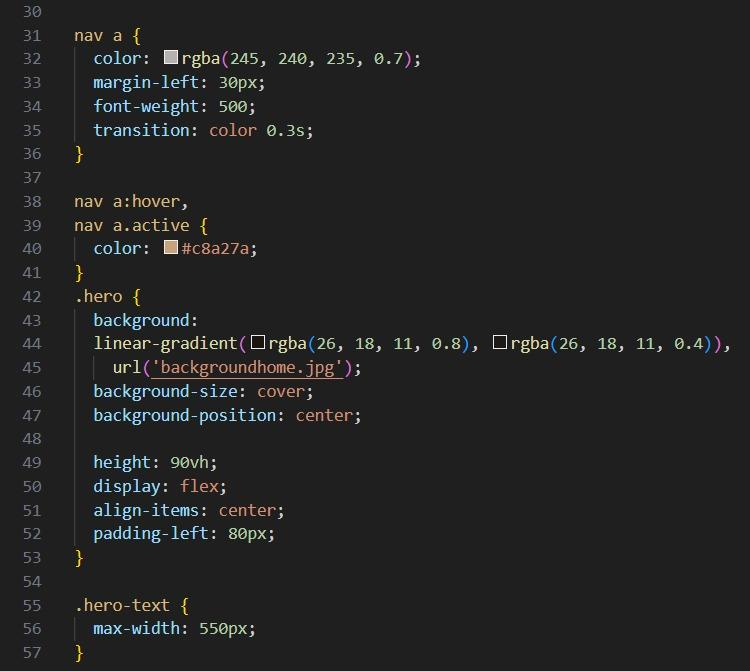 30
31 nav a {
32 color: rgba(245, 240, 235, 0.7);
33 margin-left: 30px;
34 font-weight: 500;
35 transition: color 0.3s;
36 }
37
38 nav a:hover,
39 nav a.active {
40 color: #c8a27a;
41 }
42 .hero {
43 background:
44 linear-gradient(rgba(26, 18, 11, 0.8), rgba(26, 18, 11, 0.4)),
45 url('backgroundhome.jpg');
46 background-size: cover;
47 background-position: center;
48
49 height: 90vh;
50 display: flex;
51 align-items: center;
52 padding-left: 80px;
53 }
54
55 .hero-text {
56 max-width: 550px;
57 }